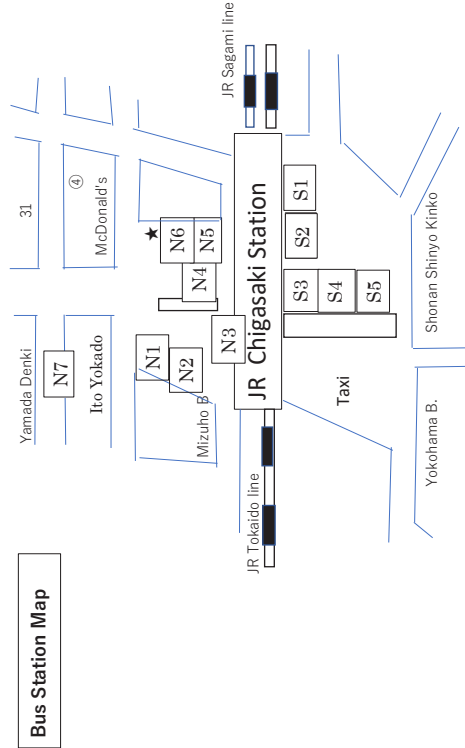 Bus Station Map
Yamada Denki
31
N7
④
Ito Yokado
McDonald's
N1
★
N2
N6
Mizuho B
N4
N5
N3
JR Sagami line
JR Tokaido line
JR Chigasaki Station
S3
S2
S1
S4
Taxi
S5
Yokohama B.
Shonan Shinyo Kinko